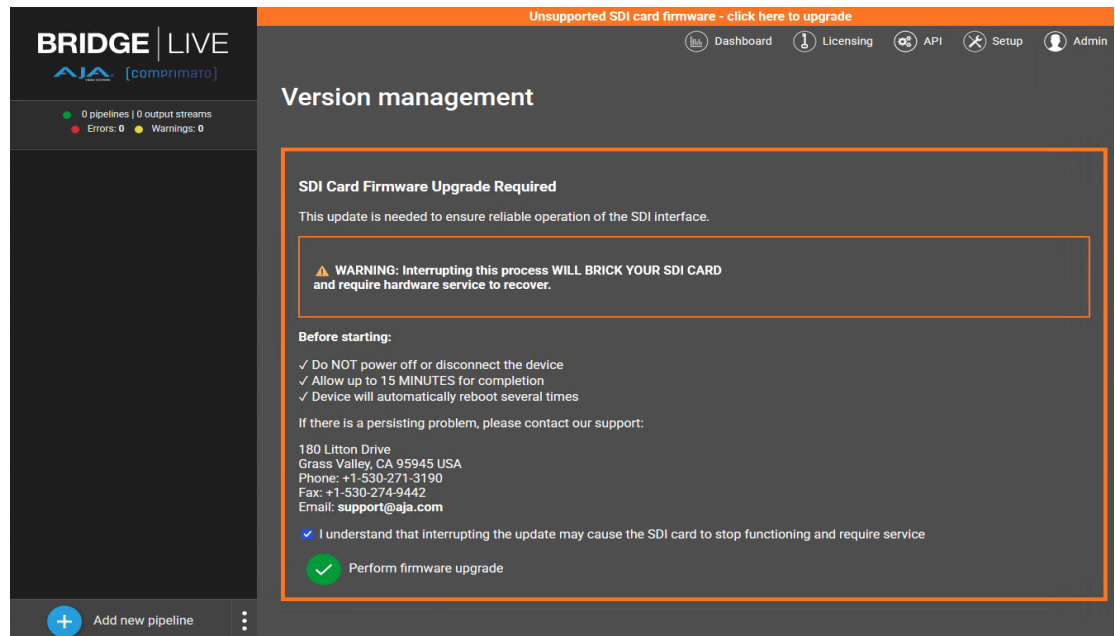 Unsupported SDI card firmware - click here to upgrade
BRIDGE | LIVE
AJA VIDEO SYSTEMS [comprimato]
Dashboard Licensing API Setup Admin
0 pipelines | 0 output streams
Errors: 0 Warnings: 0
Version management
SDI Card Firmware Upgrade Required
This update is needed to ensure reliable operation of the SDI interface.
⚠ WARNING: Interrupting this process WILL BRICK YOUR SDI CARD
and require hardware service to recover.
Before starting:
✓ Do NOT power off or disconnect the device
✓ Allow up to 15 MINUTES for completion
✓ Device will automatically reboot several times
If there is a persisting problem, please contact our support:
180 Litton Drive
Grass Valley, CA 95945 USA
Phone: +1-530-271-3190
Fax: +1-530-274-9442
Email: support@aja.com
I understand that interrupting the update may cause the SDI card to stop functioning and require service
Perform firmware upgrade
Add new pipeline